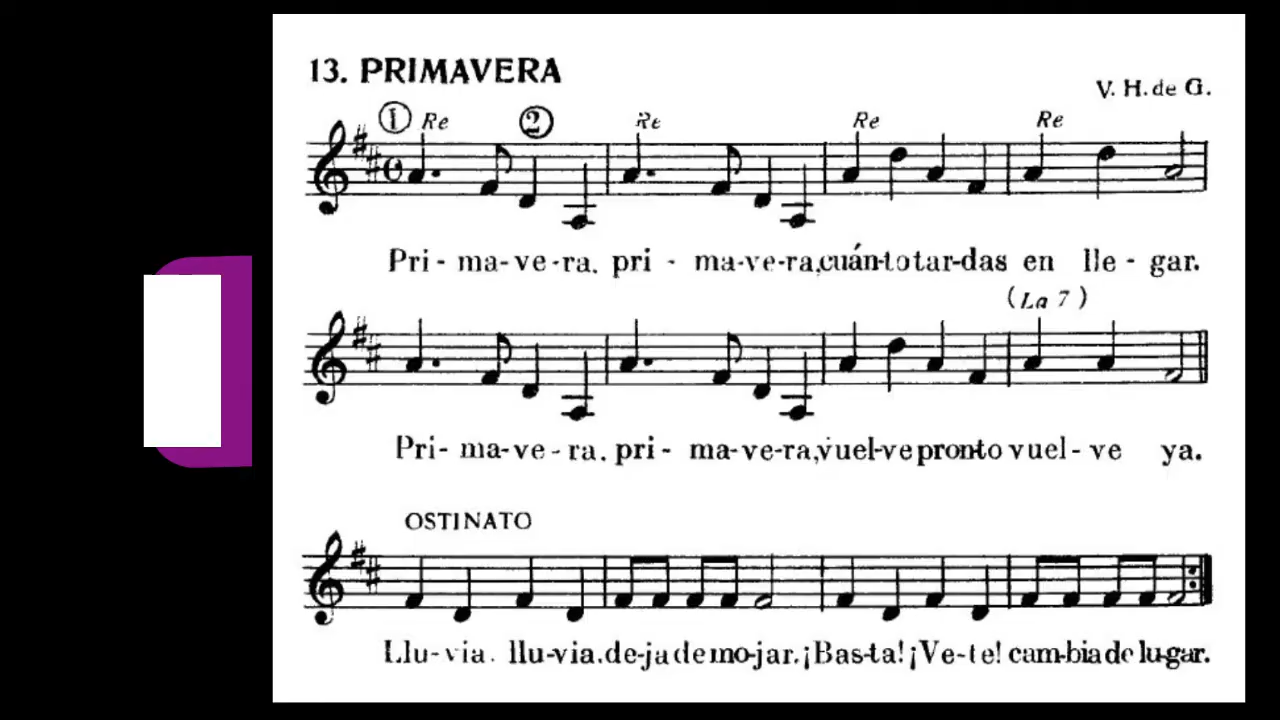 13. PRIMAVERA
V. H. de G.
① Re ② Re Re Re
Pri - ma - ve - ra, pri - ma - ve - ra, cuán - to tar - das en lle - gar.
(La 7)
Pri - ma - ve - ra, pri - ma - ve - ra, vuel - ve pron - to vuel - ve ya.
OSTINATO
Llu - via, llu - via, de - ja de mo - jar. ¡Bas - ta! ¡Ve - te! cam - bia de lu - gar.